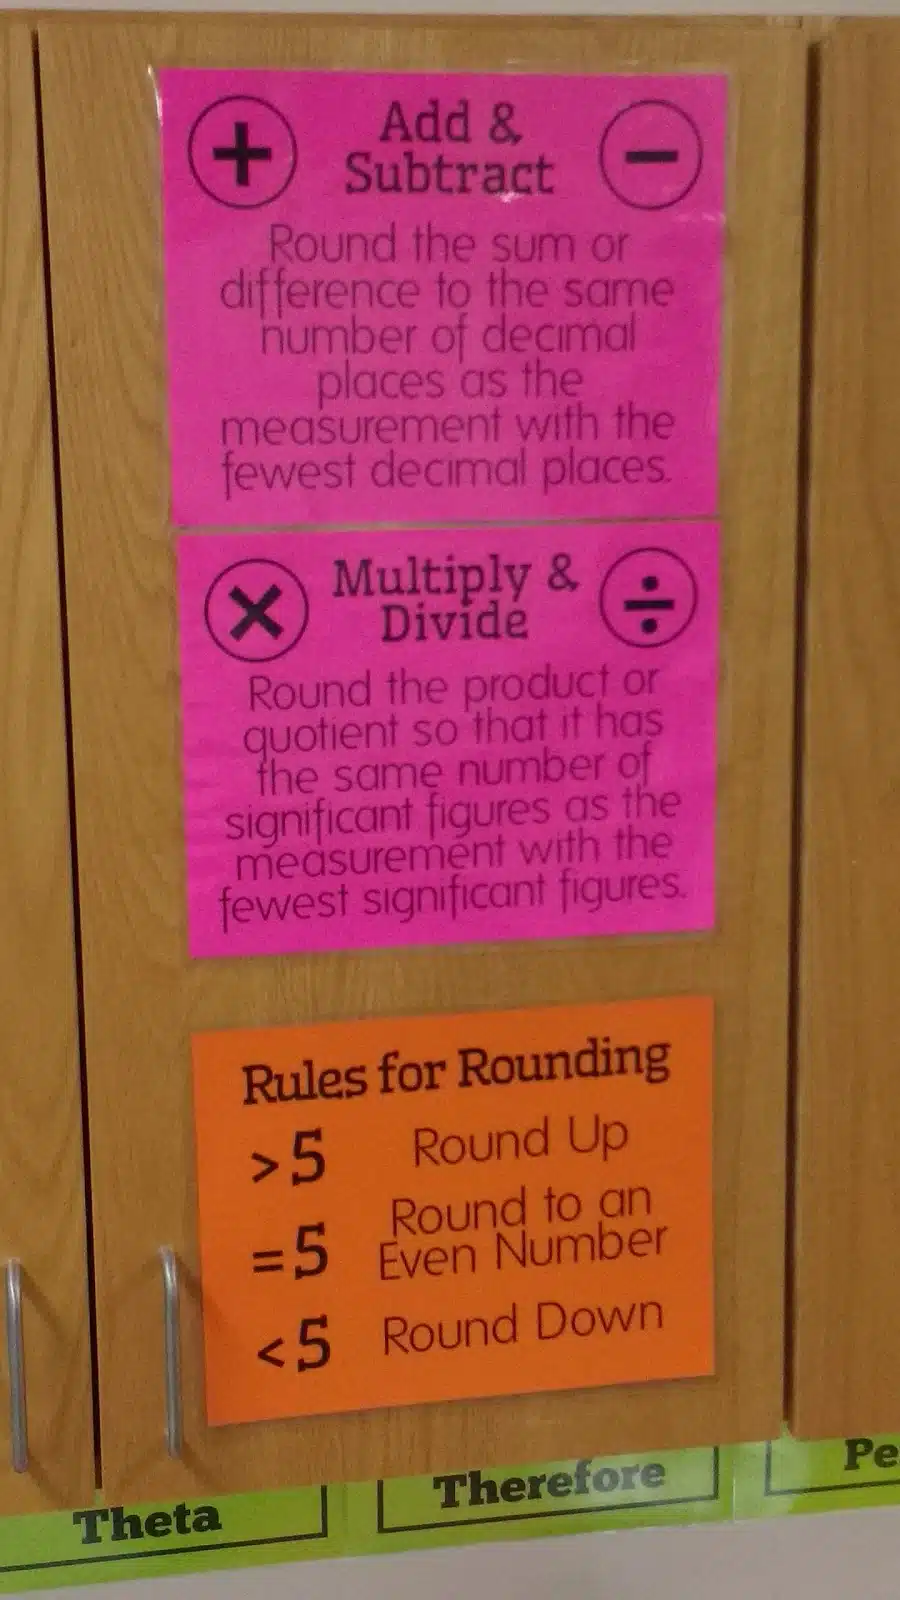 + Add & −
Subtract
Round the sum or
difference to the same
number of decimal
places as the
measurement with the
fewest decimal places.
× Multiply & ÷
Divide
Round the product or
quotient so that it has
the same number of
significant figures as the
measurement with the
fewest significant figures.
Rules for Rounding
>5 Round Up
=5 Round to an
Even Number
<5 Round Down
Theta
Therefore
Pe